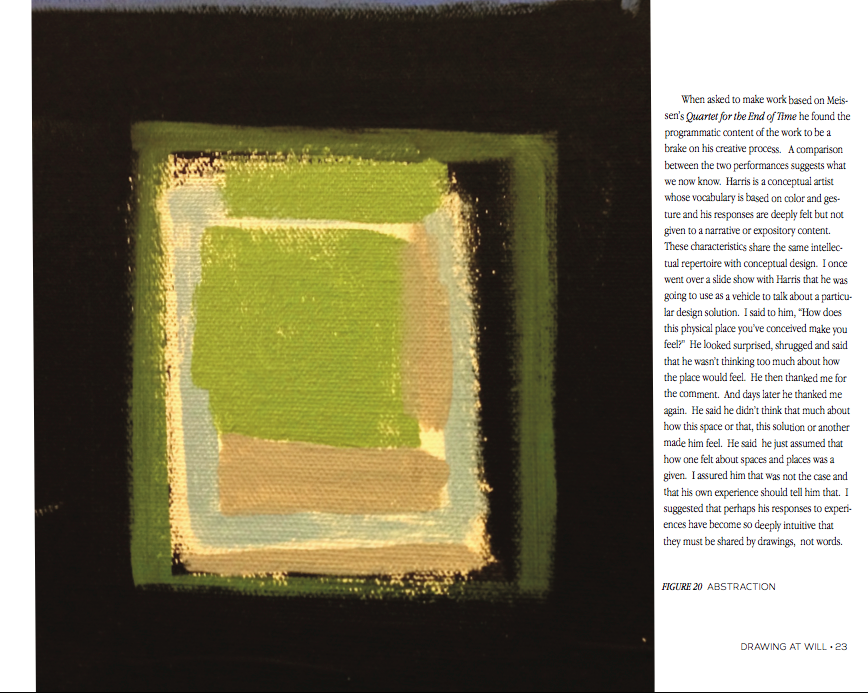 When asked to make work based on Meis-
sen's Quartet for the End of Time he found the
programmatic content of the work to be a
brake on his creative process. A comparison
between the two performances suggests what
we now know. Harris is a conceptual artist
whose vocabulary is based on color and ges-
ture and his responses are deeply felt but not
given to a narrative or expository content.
These characteristics share the same intellec-
tual repertoire with conceptual design. I once
went over a slide show with Harris that he was
going to use as a vehicle to talk about a particu-
lar design solution. I said to him, "How does
this physical place you've conceived make you
feel?" He looked surprised, shrugged and said
that he wasn't thinking too much about how
the place would feel. He then thanked me for
the comment. And days later he thanked me
again. He said he didn't think that much about
how this space or that, this solution or another
made him feel. He said he just assumed that
how one felt about spaces and places was a
given. I assured him that was not the case and
that his own experience should tell him that. I
suggested that perhaps his responses to experi-
ences have become so deeply intuitive that
they must be shared by drawings, not words.
FIGURE 20 ABSTRACTION
DRAWING AT WILL • 23